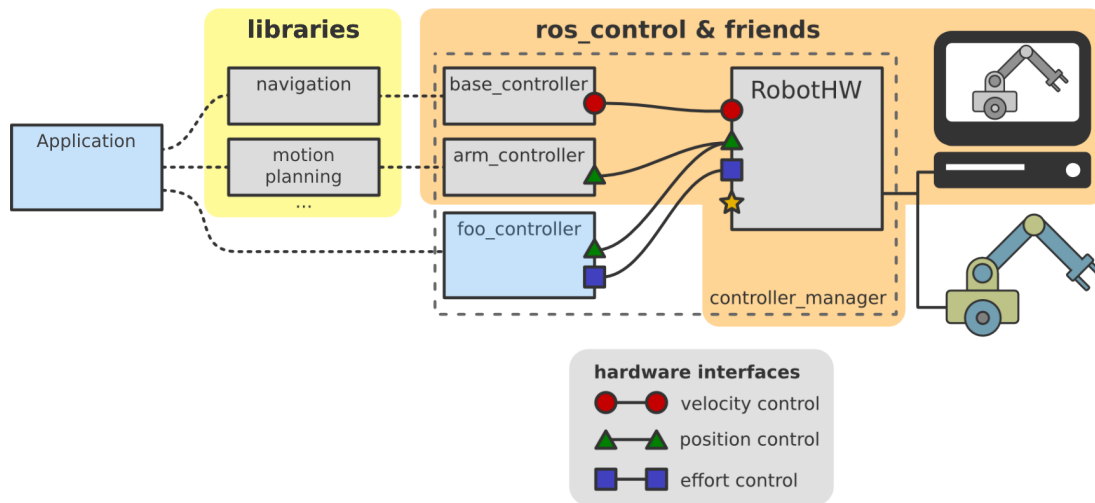 libraries
ros_control & friends
navigation
base_controller
RobotHW
Application
motion
planning
...
arm_controller
foo_controller
controller_manager
hardware interfaces
velocity control
position control
effort control